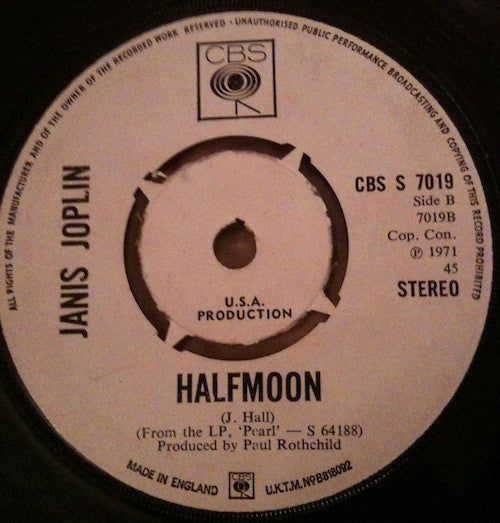 ALL RIGHTS OF THE MANUFACTURER AND OF THE OWNER OF THE RECORDED WORK RESERVED - UNAUTHORISED PUBLIC PERFORMANCE BROADCASTING AND COPYING OF THIS RECORD PROHIBITED
CBS
JANIS JOPLIN
CBS S 7019
Side B
7019B
Cop. Con.
℗ 1971
45
STEREO
U.S.A.
PRODUCTION
HALFMOON
(J. Hall)
(From the LP, 'Pearl' — S 64188)
Produced by Paul Rothchild
MADE IN ENGLAND
CBS
U.K.T.M.NºB818092